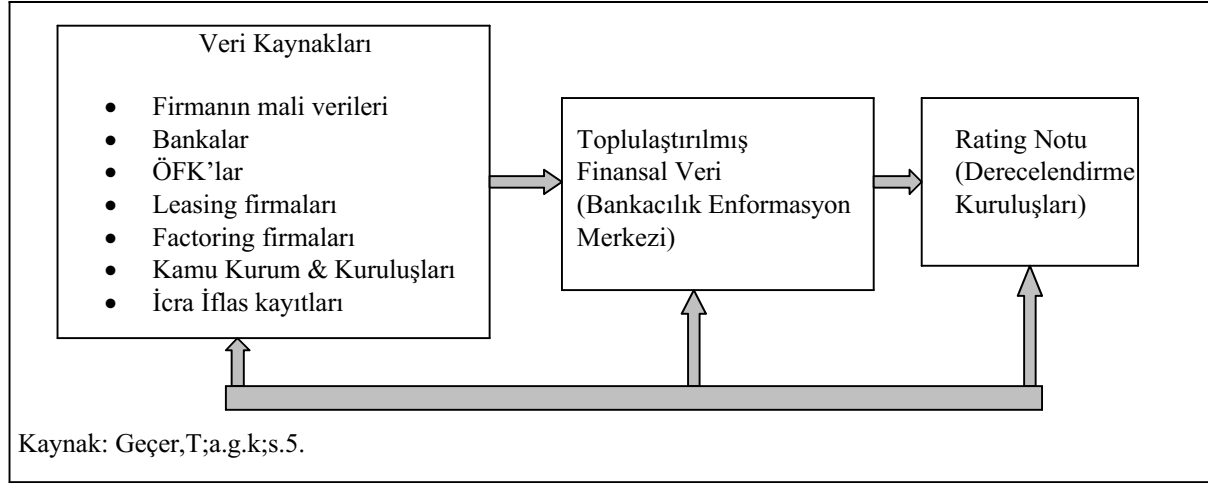 Veri Kaynakları
• Firmanın mali verileri
• Bankalar
• ÖFK’lar
• Leasing firmaları
• Factoring firmaları
• Kamu Kurum & Kuruluşları
• İcra İflas kayıtları
Toplulaştırılmış
Finansal Veri
(Bankacılık Enformasyon
Merkezi)
Rating Notu
(Derecelendirme
Kuruluşları)
Kaynak: Geçer,T;a.g.k;s.5.